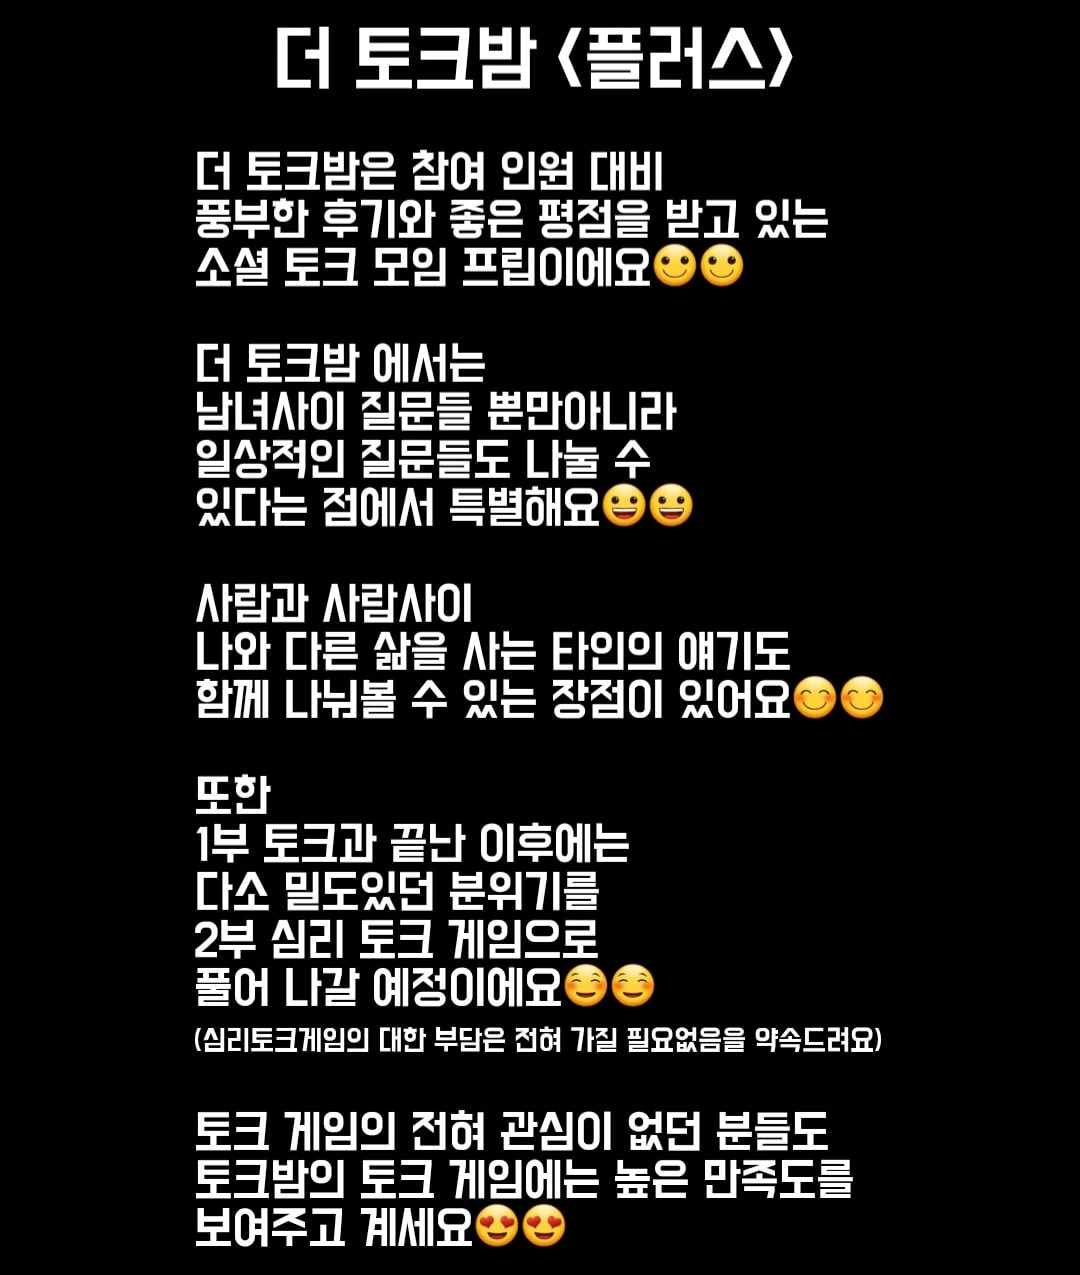 더 토크밤 <플러스>
더 토크밤은 참여 인원 대비
풍부한 후기와 좋은 평점을 받고 있는
소셜 토크 모임 프립이에요🙂🙂
더 토크밤 에서는
남녀사이 질문들 뿐만아니라
일상적인 질문들도 나눌 수
있다는 점에서 특별해요😀😀
사람과 사람사이
나와 다른 삶을 사는 타인의 얘기도
함께 나눠볼 수 있는 장점이 있어요😊😊
또한
1부 토크과 끝난 이후에는
다소 밀도있던 분위기를
2부 심리 토크 게임으로
풀어 나갈 예정이에요☺️☺️
(심리토크게임의 대한 부담은 전혀 가질 필요없음을 약속드려요)
토크 게임의 전혀 관심이 없던 분들도
토크밤의 토크 게임에는 높은 만족도를
보여주고 계세요😍😍